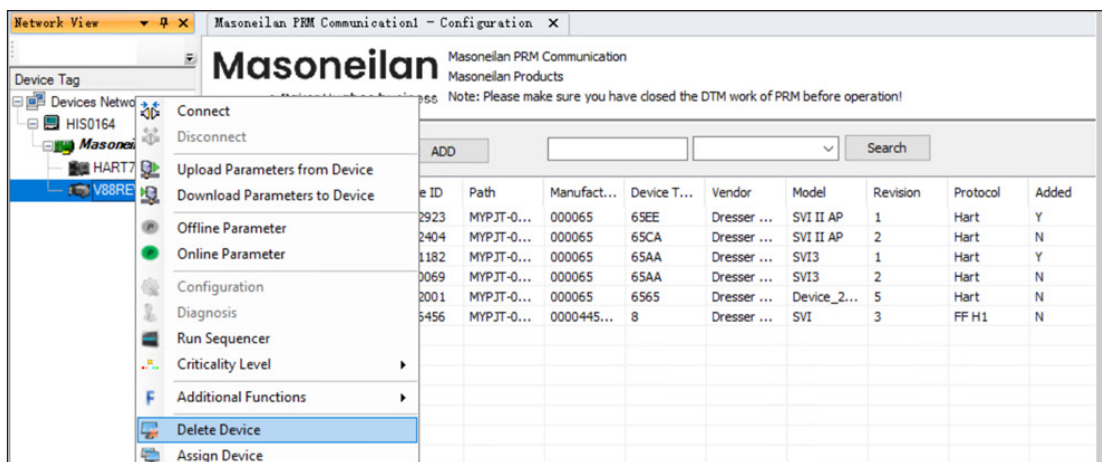 Network View
Masoneilan PRM Communication1 - Configuration
Masoneilan
Masoneilan PRM Communication
Masoneilan Products
Note: Please make sure you have closed the DTM work of PRM before operation!
Device Tag
Devices Netwo
HIS0164
Masonei
HART7
V88RE
Connect
Disconnect
Upload Parameters from Device
Download Parameters to Device
Offline Parameter
Online Parameter
Configuration
Diagnosis
Run Sequencer
Criticality Level
F Additional Functions
Delete Device
Assign Device
ADD
Search
e ID Path Manufact... Device T... Vendor Model Revision Protocol Added
2923 MYPJT-0... 000065 65EE Dresser ... SVI II AP 1 Hart Y
2404 MYPJT-0... 000065 65CA Dresser ... SVI II AP 2 Hart N
1182 MYPJT-0... 000065 65AA Dresser ... SVI3 1 Hart Y
0069 MYPJT-0... 000065 65AA Dresser ... SVI3 2 Hart N
2001 MYPJT-0... 000065 6565 Dresser ... Device_2... 5 Hart N
5456 MYPJT-0... 0000445... 8 Dresser ... SVI 3 FF H1 N